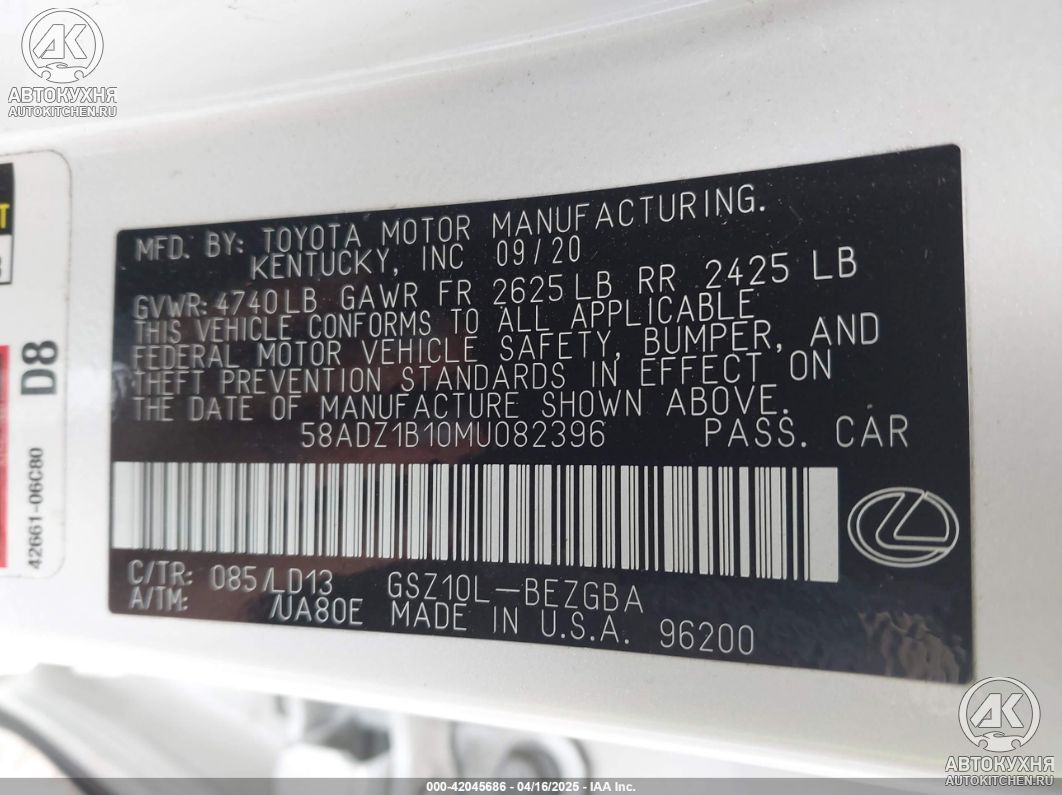 АВТОКУХНЯ
AUTOKITCHEN.RU
D8
42661-06C80
MFD. BY: TOYOTA MOTOR MANUFACTURING.
KENTUCKY, INC 09/20
GVWR: 4740LB GAWR FR 2625LB RR 2425 LB
THIS VEHICLE CONFORMS TO ALL APPLICABLE
FEDERAL MOTOR VEHICLE SAFETY, BUMPER, AND
THEFT PREVENTION STANDARDS IN EFFECT ON
THE DATE OF MANUFACTURE SHOWN ABOVE.
58ADZ1B10MU082396 PASS. CAR
C/TR: 085/LD13 GSZ10L-BEZGBA
A/TM: /UA80E MADE IN U.S.A. 96200
АК
АВТОКУХНЯ
AUTOKITCHEN.RU
000-42045686 - 04/16/2025 - IAA Inc.